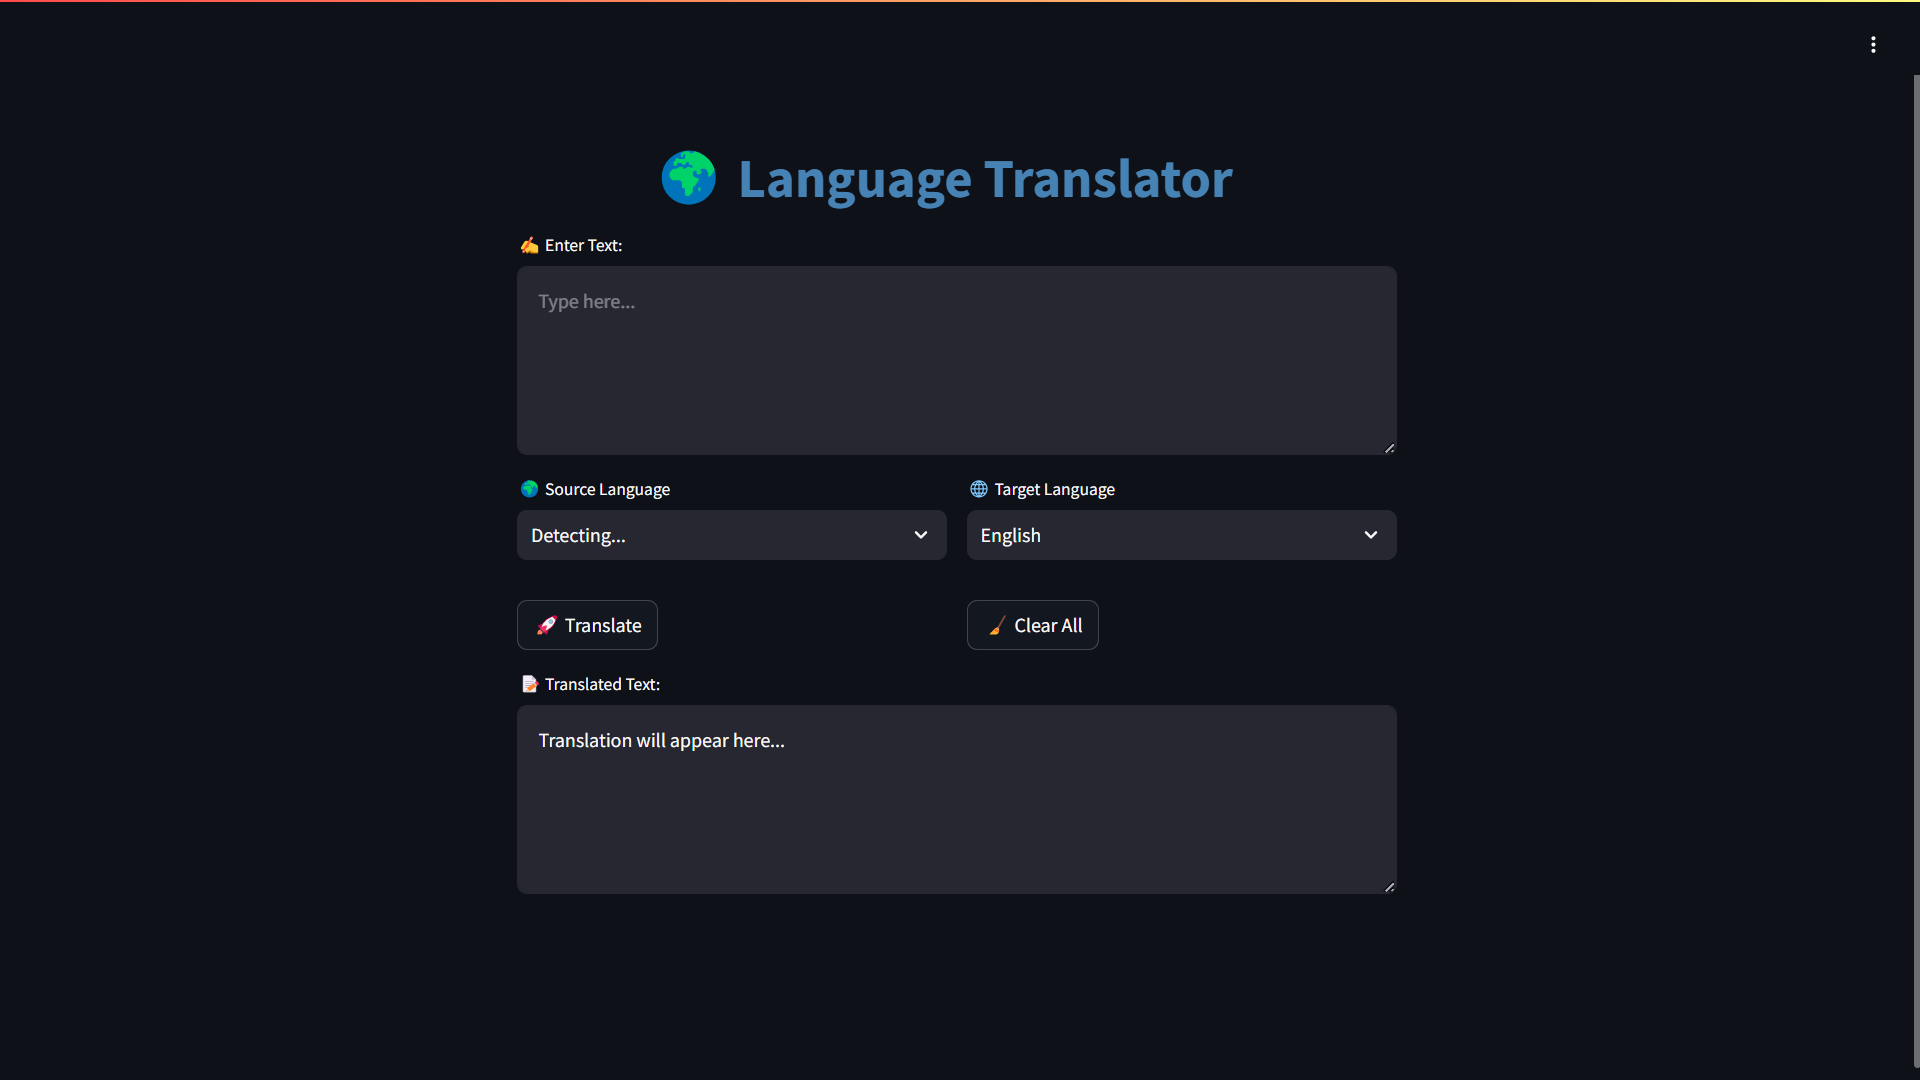 Language Translator
Enter Text:
Type here...
Source Language
Target Language
Detecting...
English
Translate
Clear All
Translated Text:
Translation will appear here...